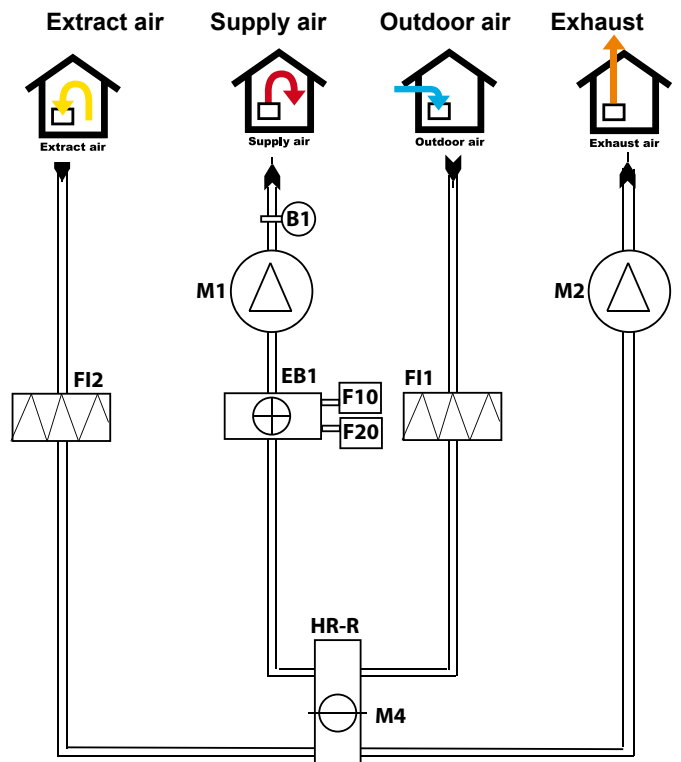 Extract air Supply air Outdoor air Exhaust
Extract air Supply air Outdoor air Exhaust air
B1
M1 M2
FI2 EB1 FI1
F10
F20
HR-R
M4